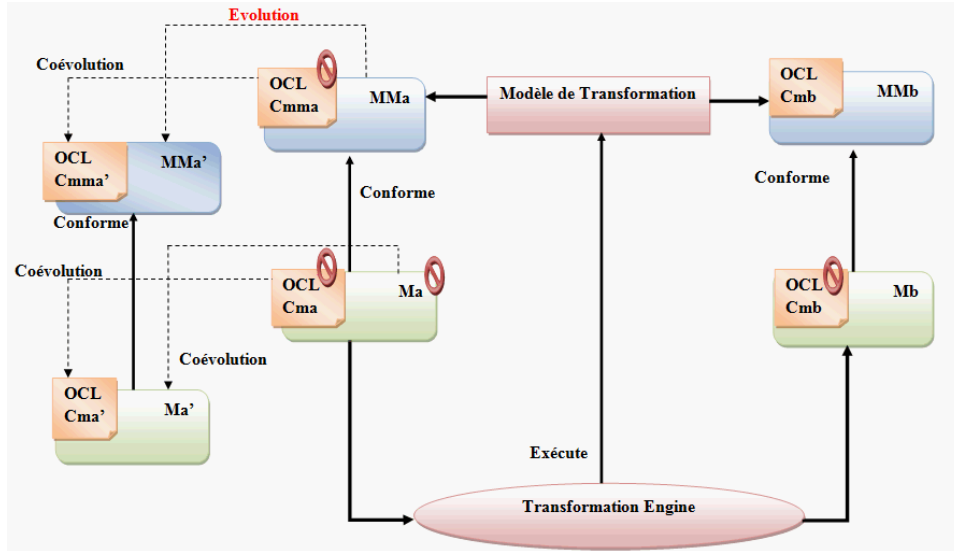 Evolution
Coévolution
OCL
Cmma
MMa
Modèle de Transformation
OCL
Cmb
MMb
OCL
Cmma’
MMa’
Conforme
Conforme
Conforme
Coévolution
OCL
Cma
Ma
OCL
Cmb
Mb
Coévolution
OCL
Cma’
Ma’
Exécute
Transformation Engine